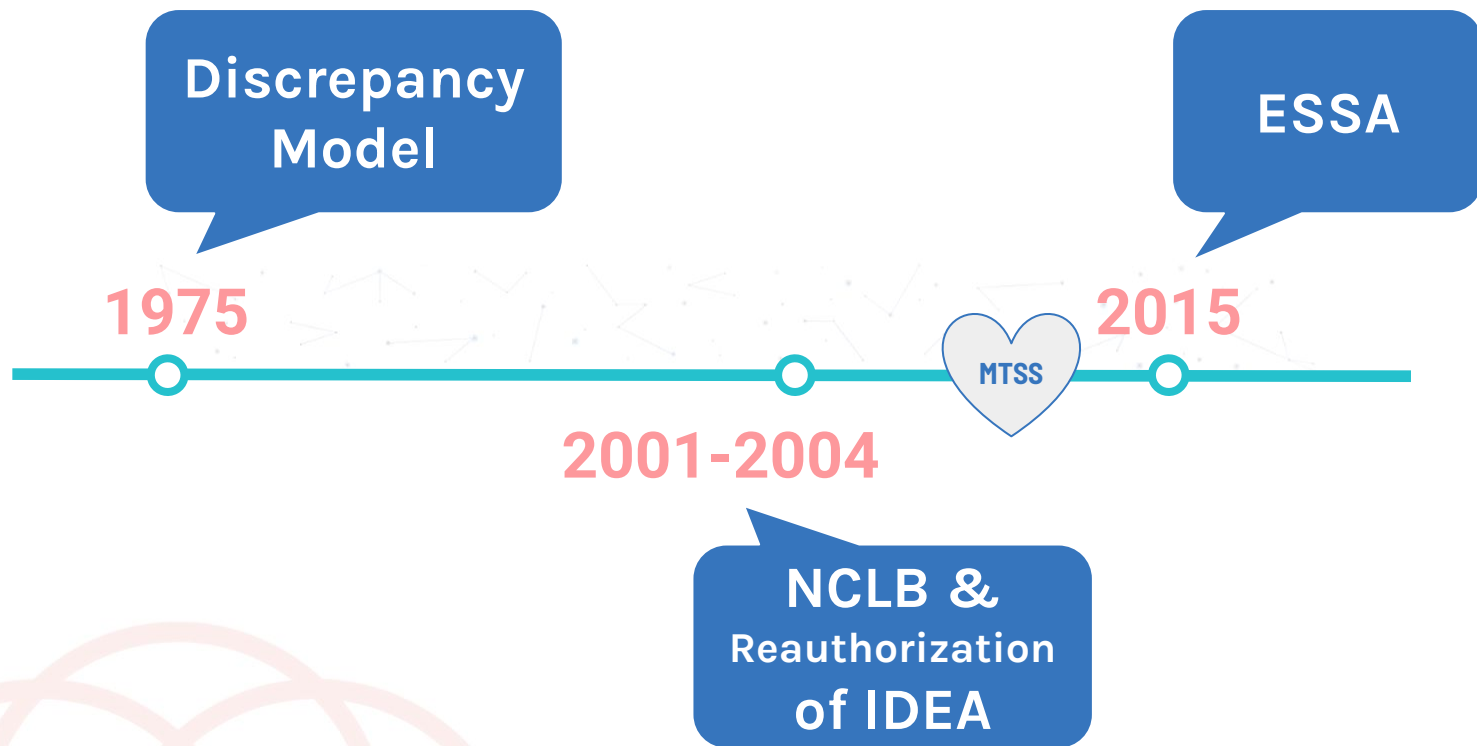 Discrepancy
Model
ESSA
1975
2015
MTSS
2001-2004
NCLB &
Reauthorization
of IDEA